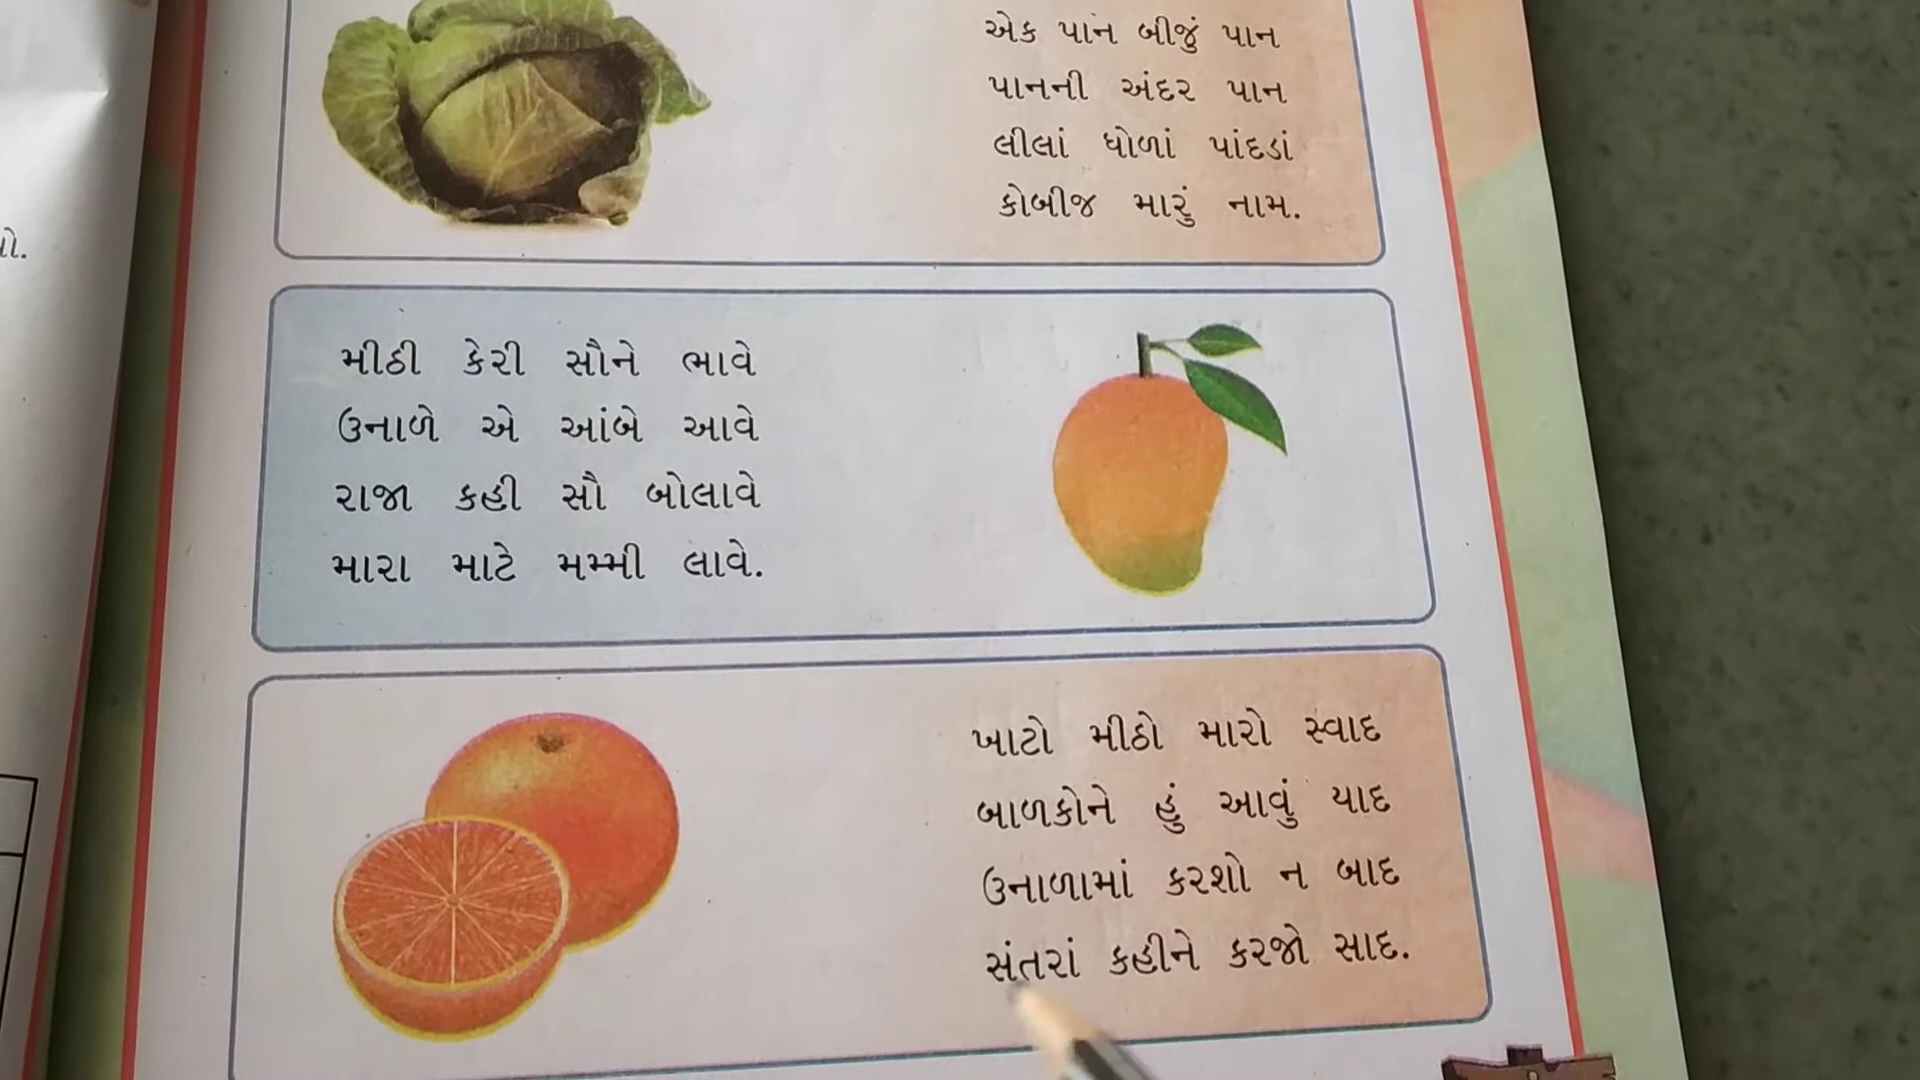 એક પાન બીજું પાન
પાનની અંદર પાન
લીલાં ધોળાં પાંદડાં
કોબીજ મારું નામ.
મીઠી કેરી સૌને ભાવે
ઉનાળે એ આંબે આવે
રાજા કહી સૌ બોલાવે
મારા માટે મમ્મી લાવે.
ખાટો મીઠો મારો સ્વાદ
બાળકોને હું આવું યાદ
ઉનાળામાં કરશો ન બાદ
સંતરાં કહીને કરજો સાદ.